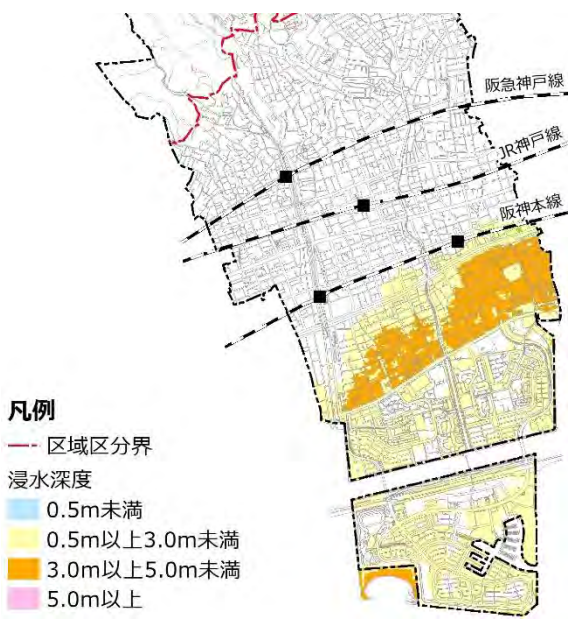 阪急神戸線
JR神戸線
阪神本線
凡例
区域区分界
浸水深度
0.5m未満
0.5m以上3.0m未満
3.0m以上5.0m未満
5.0m以上